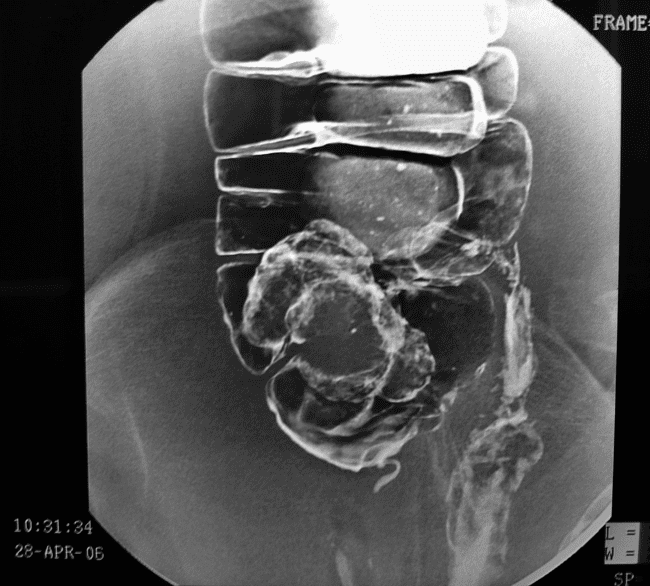 FRAME=
10:31:34
28-APR-06
L =
W =
SP